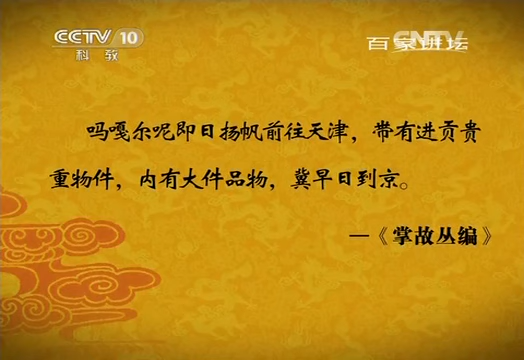 CCTV 10
科教
百家讲坛
CNTV
吗嘎尔呢即日扬帆前往天津，带有进贡贵
重物件，内有大件品物，冀早日到京。
—《掌故丛编》